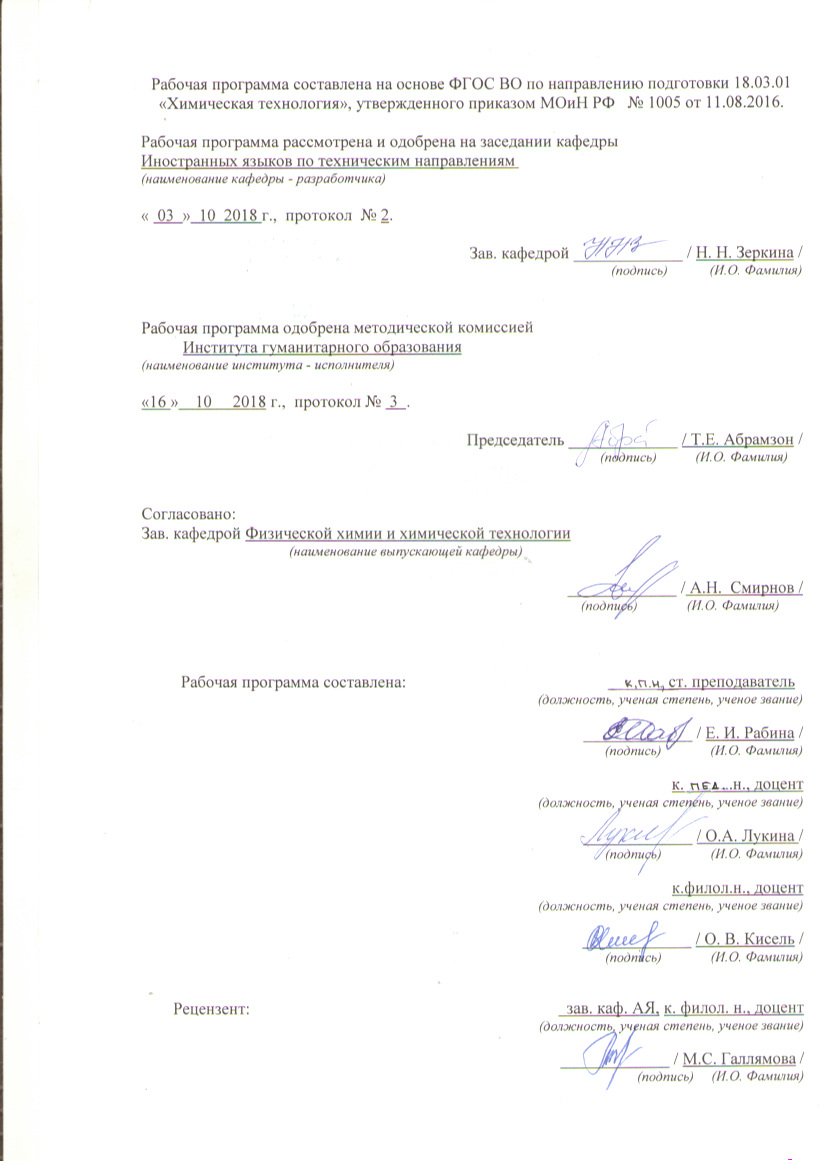 Рабочая программа составлена на основе ФГОС ВО по направлению подготовки 18.03.01
«Химическая технология», утвержденного приказом МОиН РФ № 1005 от 11.08.2016.
Рабочая программа рассмотрена и одобрена на заседании кафедры
Иностранных языков по техническим направлениям
(наименование кафедры - разработчика)
« 03 » 10 2018 г., протокол № 2.
Зав. кафедрой / Н. Н. Зеркина /
(подпись) (И.О. Фамилия)
Рабочая программа одобрена методической комиссией
Института гуманитарного образования
(наименование института - исполнителя)
«16 » 10 2018 г., протокол № 3 .
Председатель / Т.Е. Абрамзон /
(подпись) (И.О. Фамилия)
Согласовано:
Зав. кафедрой Физической химии и химической технологии
(наименование выпускающей кафедры)
/ А.Н. Смирнов /
(подпись) (И.О. Фамилия)
Рабочая программа составлена: к.п.н, ст. преподаватель
(должность, ученая степень, ученое звание)
/ Е. И. Рабина /
(подпись) (И.О. Фамилия)
к. пед. .н., доцент
(должность, ученая степень, ученое звание)
/ О.А. Лукина /
(подпись) (И.О. Фамилия)
к.филол.н., доцент
(должность, ученая степень, ученое звание)
/ О. В. Кисель /
(подпись) (И.О. Фамилия)
Рецензент: зав. каф. АЯ, к. филол. н., доцент
(должность, ученая степень, ученое звание)
/ М.С. Галлямова /
(подпись) (И.О. Фамилия)